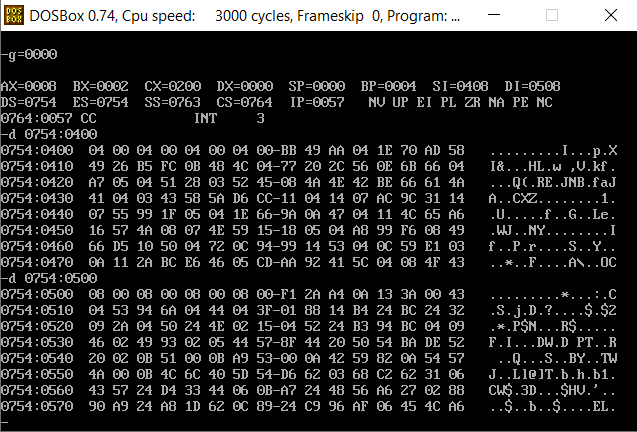 DOS BOX DOSBox 0.74, Cpu speed: 3000 cycles, Frameskip 0, Program: ...
-g=0000
AX=0008 BX=0002 CX=0200 DX=0000 SP=0000 BP=0004 SI=0408 DI=0508
DS=0754 ES=0754 SS=0763 CS=0764 IP=0057 NV UP EI PL ZR NA PE NC
0764:0057 CC INT 3
-d 0754:0400
0754:0400 04 00 04 00 04 00 04 00-BB 49 AA 04 1E 70 AD 58 .........I...p.X
0754:0410 49 26 B5 FC 0B 48 4C 04-77 20 2C 56 0E 6B 66 04 I&...HL.w ,V.kf.
0754:0420 A7 05 04 51 28 03 52 45-08 4A 4E 42 BE 66 61 4A ...Q(.RE.JNB.faJ
0754:0430 41 04 03 43 58 5A D6 CC-11 04 14 07 AC 9C 31 14 A..CXZ........1.
0754:0440 07 55 99 1F 05 04 1E 66-9A 0A 47 04 11 4C 65 A6 .U.....f..G..Le.
0754:0450 16 57 4A 08 07 4E 59 15-18 05 04 A8 99 F6 08 49 .WJ..NY........I
0754:0460 66 D5 10 50 04 72 0C 94-99 14 53 04 0C 59 E1 03 f..P.r....S..Y..
0754:0470 0A 11 2A BC E6 46 05 CD-AA 92 41 5C 04 08 4F 43 ..*..F....A\..OC
-d 0754:0500
0754:0500 08 00 08 00 08 00 08 00-F1 2A A4 0A 13 3A 00 43 .........*...:.C
0754:0510 04 53 94 6A 04 44 04 3F-01 88 14 B4 24 BC 24 32 .S.j.D.?....$.$2
0754:0520 09 2A 04 50 24 4E 02 15-04 52 24 B3 94 BC 04 09 .*.P$N...R$.....
0754:0530 46 02 49 93 02 05 44 57-8F 44 20 50 54 BA DE 52 F.I...DW.D PT..R
0754:0540 20 02 0B 51 00 0B A9 53-00 0A 42 59 82 0A 54 57 ..Q...S..BY..TW
0754:0550 4A 00 0B 4C 6C 40 5D 54-D6 62 03 68 C2 62 31 06 J..Ll@]T.b.h.b1.
0754:0560 43 57 24 D4 33 44 06 0B-A7 24 48 56 A6 27 02 88 CW$.3D...$HV.'..
0754:0570 90 A9 24 A8 1D 62 0C 89-24 C9 96 AF 06 45 4C A6 ..$..b..$....EL.
-